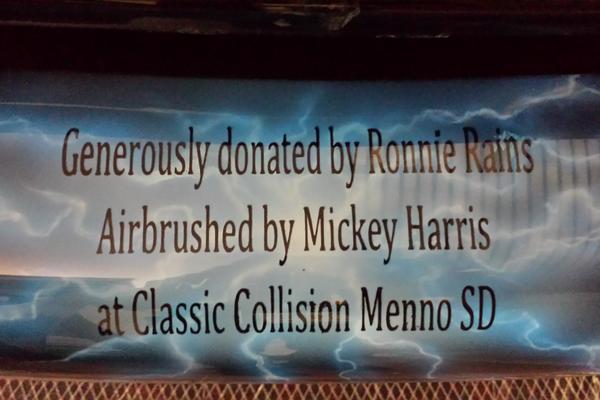 Generously donated by Ronnie Rains
Airbrushed by Mickey Harris
at Classic Collision Menno SD